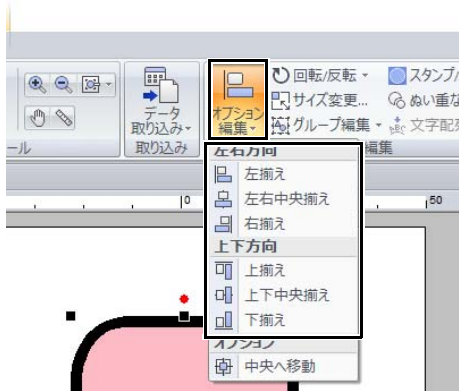 回転/反転
スタンプ/
サイズ変更...
ぬい重な
データ
取り込み
オプション
編集
グループ編集
文字配列
ール
取り込み
編集
左右方向
左揃え
0
50
左右中央揃え
右揃え
上下方向
上揃え
上下中央揃え
下揃え
オプション
中央へ移動